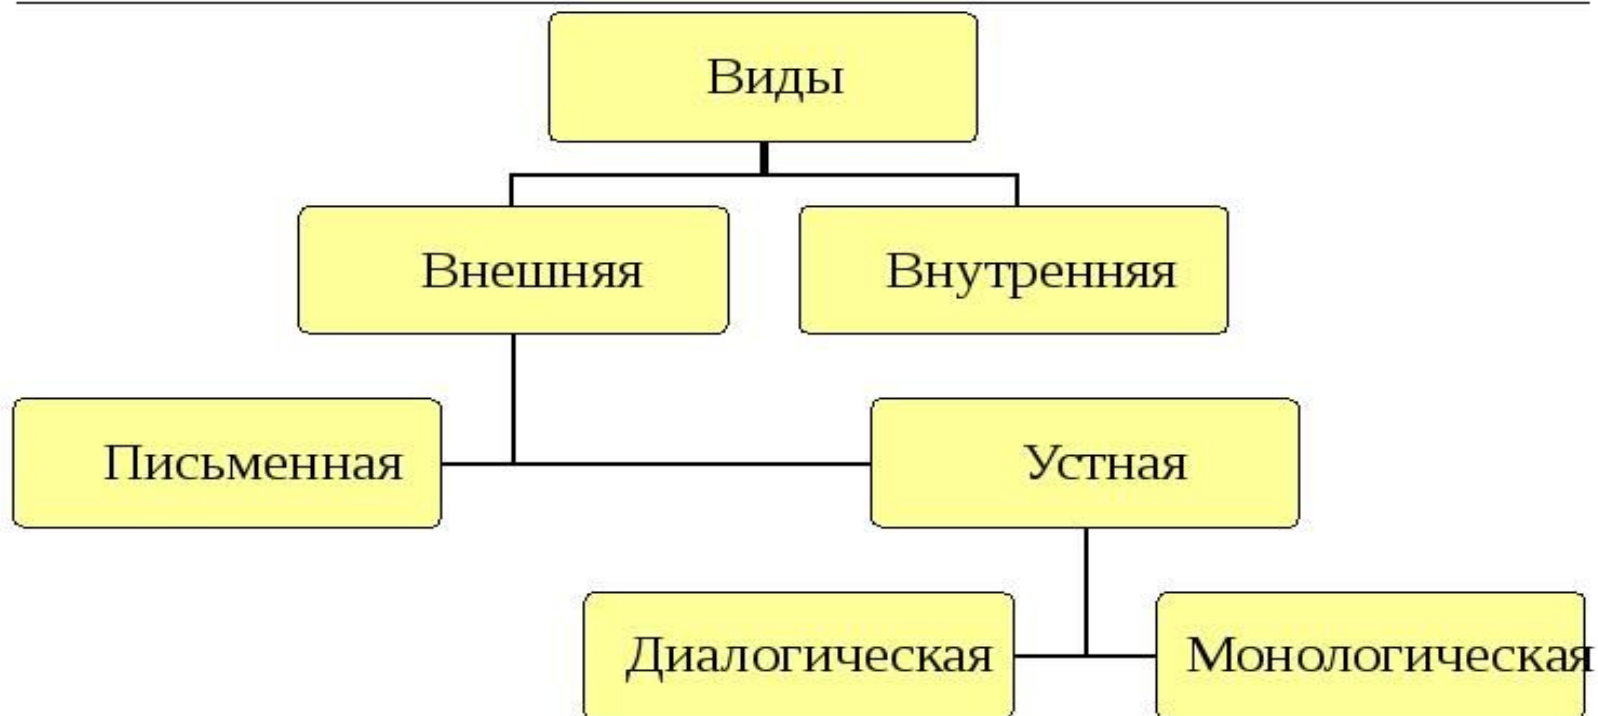 Виды
Внешняя
Внутренняя
Письменная
Устная
Диалогическая
Монологическая